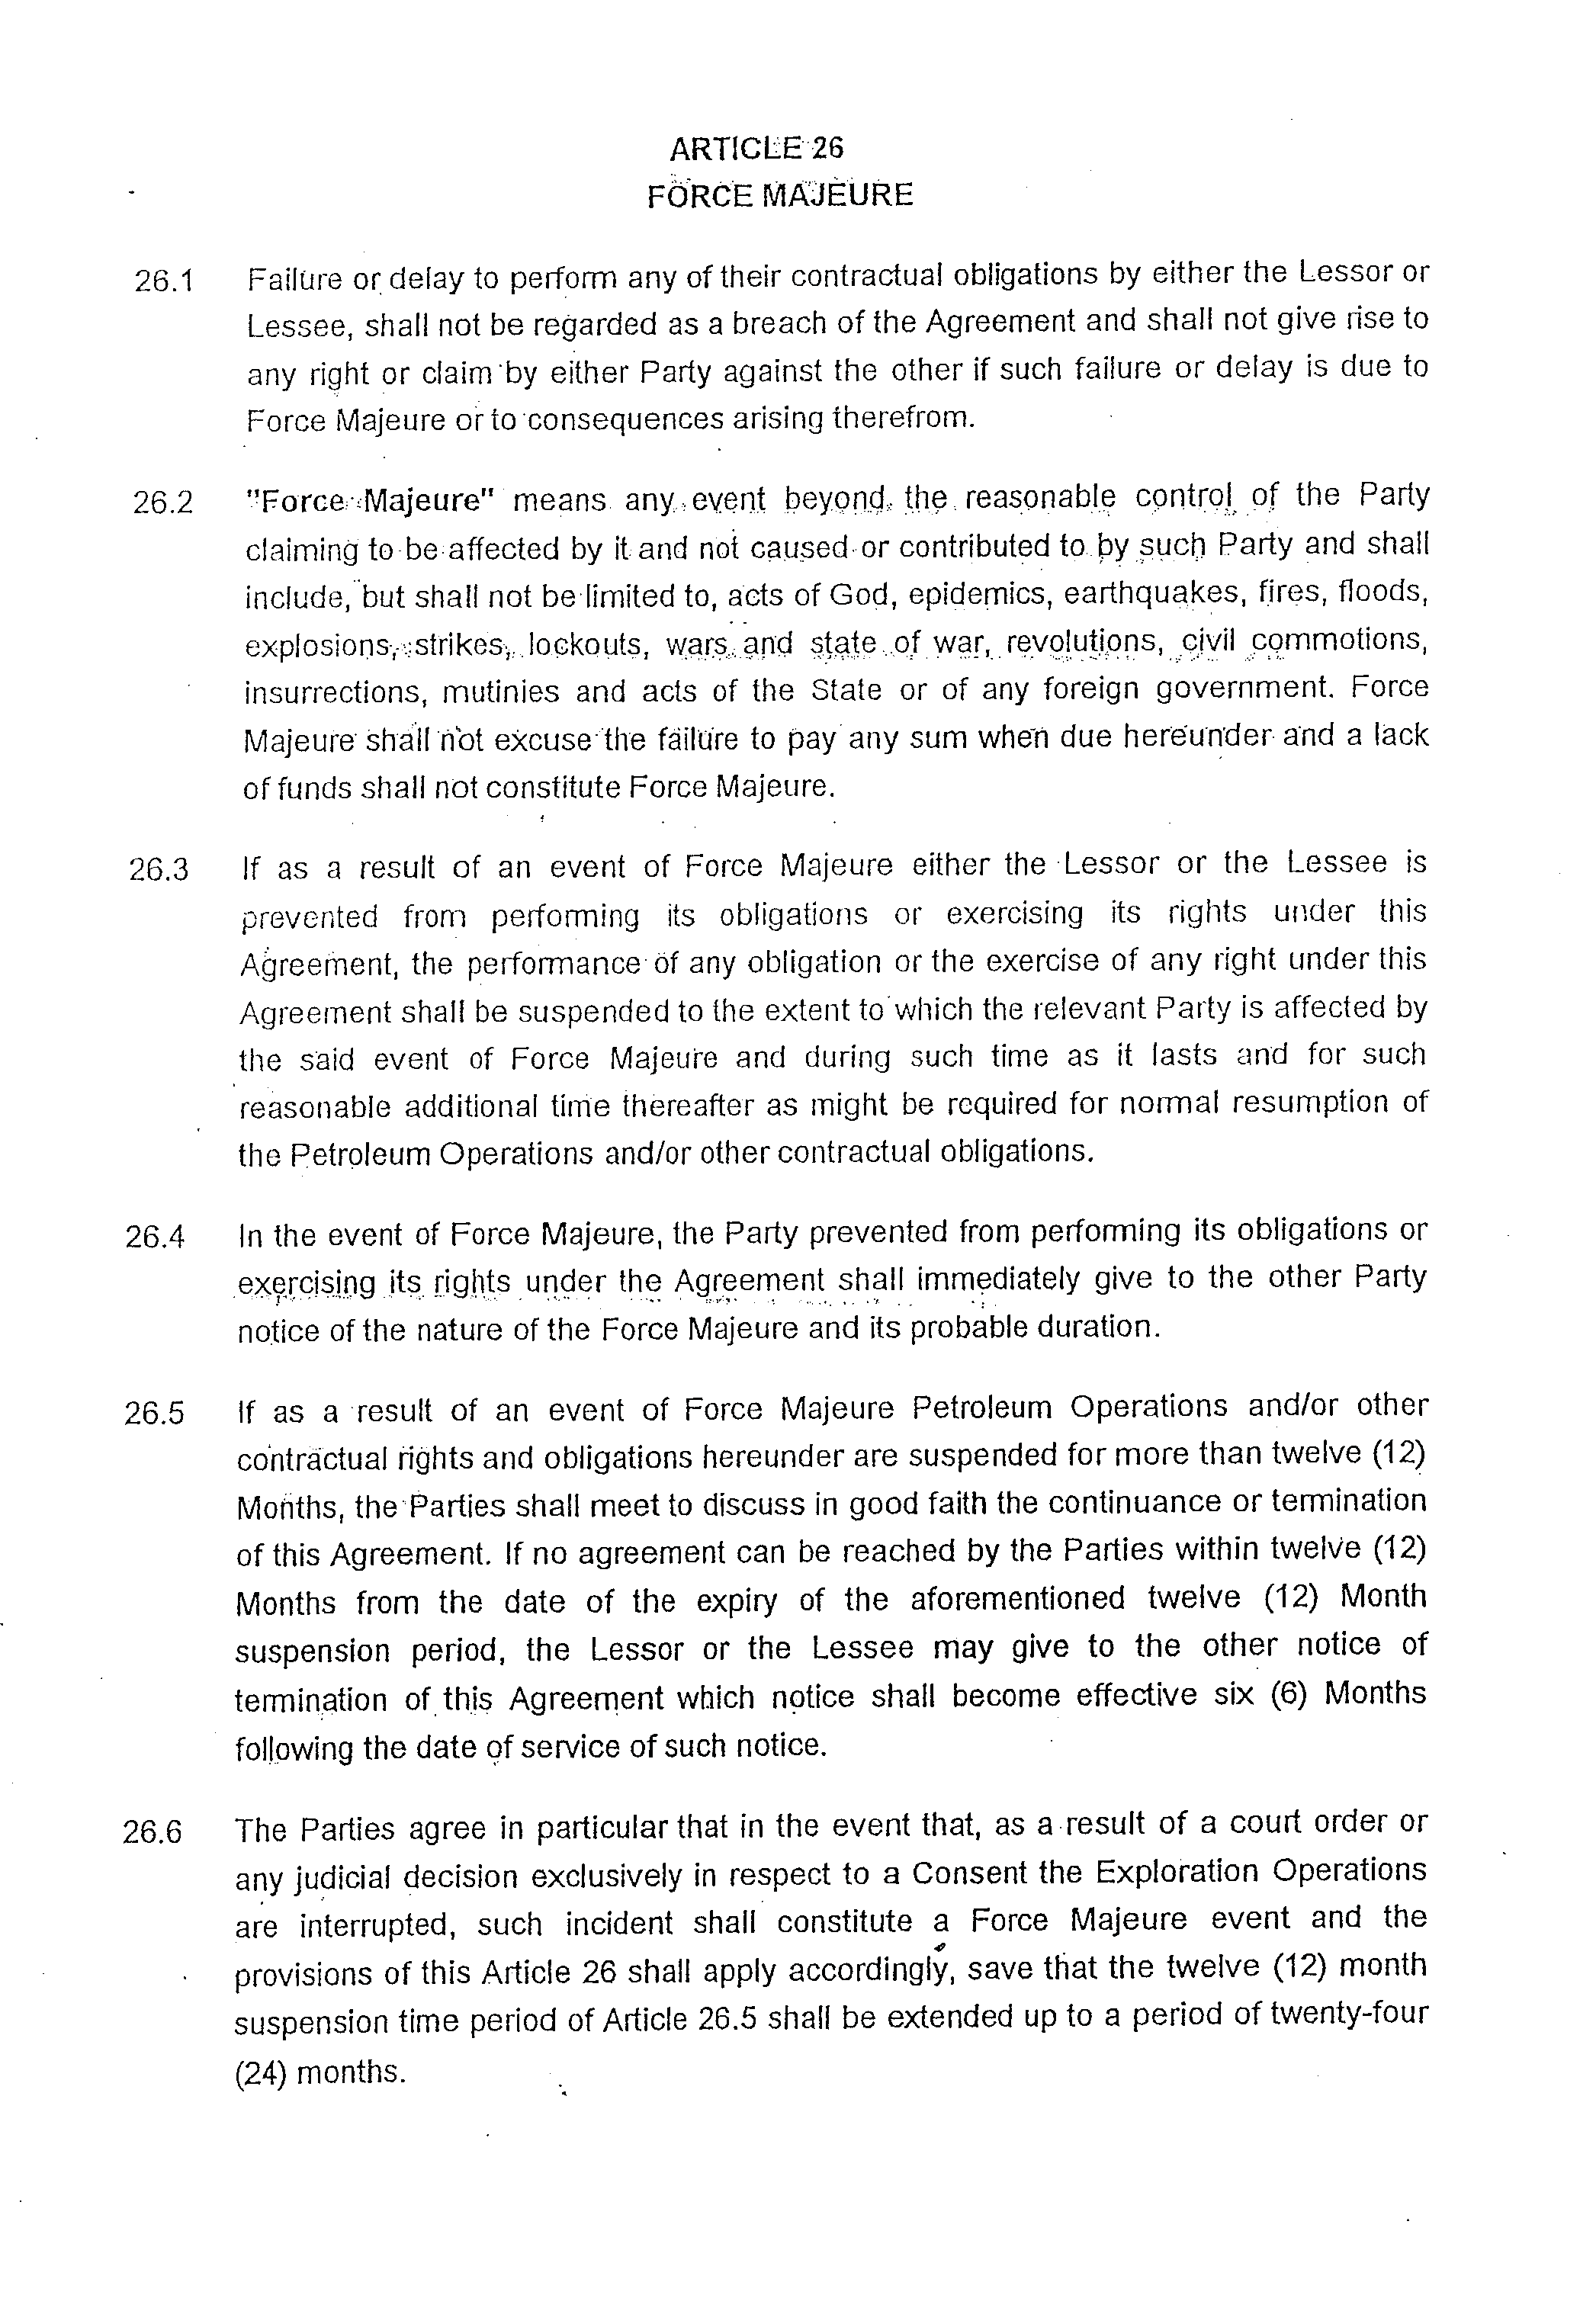 ARTICLE 26
FORCE MAJEURE
26.1 Failure or delay to perform any of their contractual obligations by either the Lessor or
Lessee, shall not be regarded as a breach of the Agreement and shall not give rise to
any right or claim by either Party against the other if such failure or delay is due to
Force Majeure or to consequences arising therefrom.
26.2 "Force Majeure" means any event beyond the reasonable control of the Party
claiming to be affected by it and not caused or contributed to by such Party and shall
include, but shall not be limited to, acts of God, epidemics, earthquakes, fires, floods,
explosions, strikes, lockouts, wars and state of war, revolutions, civil commotions,
insurrections, mutinies and acts of the State or of any foreign government. Force
Majeure shall not excuse the failure to pay any sum when due hereunder and a lack
of funds shall not constitute Force Majeure.
26.3 If as a result of an event of Force Majeure either the Lessor or the Lessee is
prevented from performing its obligations or exercising its rights under this
Agreement, the performance of any obligation or the exercise of any right under this
Agreement shall be suspended to the extent to which the relevant Party is affected by
the said event of Force Majeure and during such time as it lasts and for such
reasonable additional time thereafter as might be required for normal resumption of
the Petroleum Operations and/or other contractual obligations.
26.4 In the event of Force Majeure, the Party prevented from performing its obligations or
exercising its rights under the Agreement shall immediately give to the other Party
notice of the nature of the Force Majeure and its probable duration.
26.5 If as a result of an event of Force Majeure Petroleum Operations and/or other
contractual rights and obligations hereunder are suspended for more than twelve (12)
Months, the Parties shall meet to discuss in good faith the continuance or termination
of this Agreement. If no agreement can be reached by the Parties within twelve (12)
Months from the date of the expiry of the aforementioned twelve (12) Month
suspension period, the Lessor or the Lessee may give to the other notice of
termination of this Agreement which notice shall become effective six (6) Months
following the date of service of such notice.
26.6 The Parties agree in particular that in the event that, as a result of a court order or
any judicial decision exclusively in respect to a Consent the Exploration Operations
are interrupted, such incident shall constitute a Force Majeure event and the
provisions of this Article 26 shall apply accordingly, save that the twelve (12) month
suspension time period of Article 26.5 shall be extended up to a period of twenty-four
(24) months.